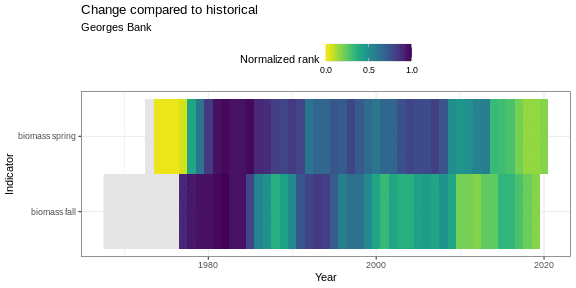 Change compared to historical
Georges Bank
Normalized rank
0.0 0.5 1.0
biomass spring
biomass fall
Indicator
1980 2000 2020
Year